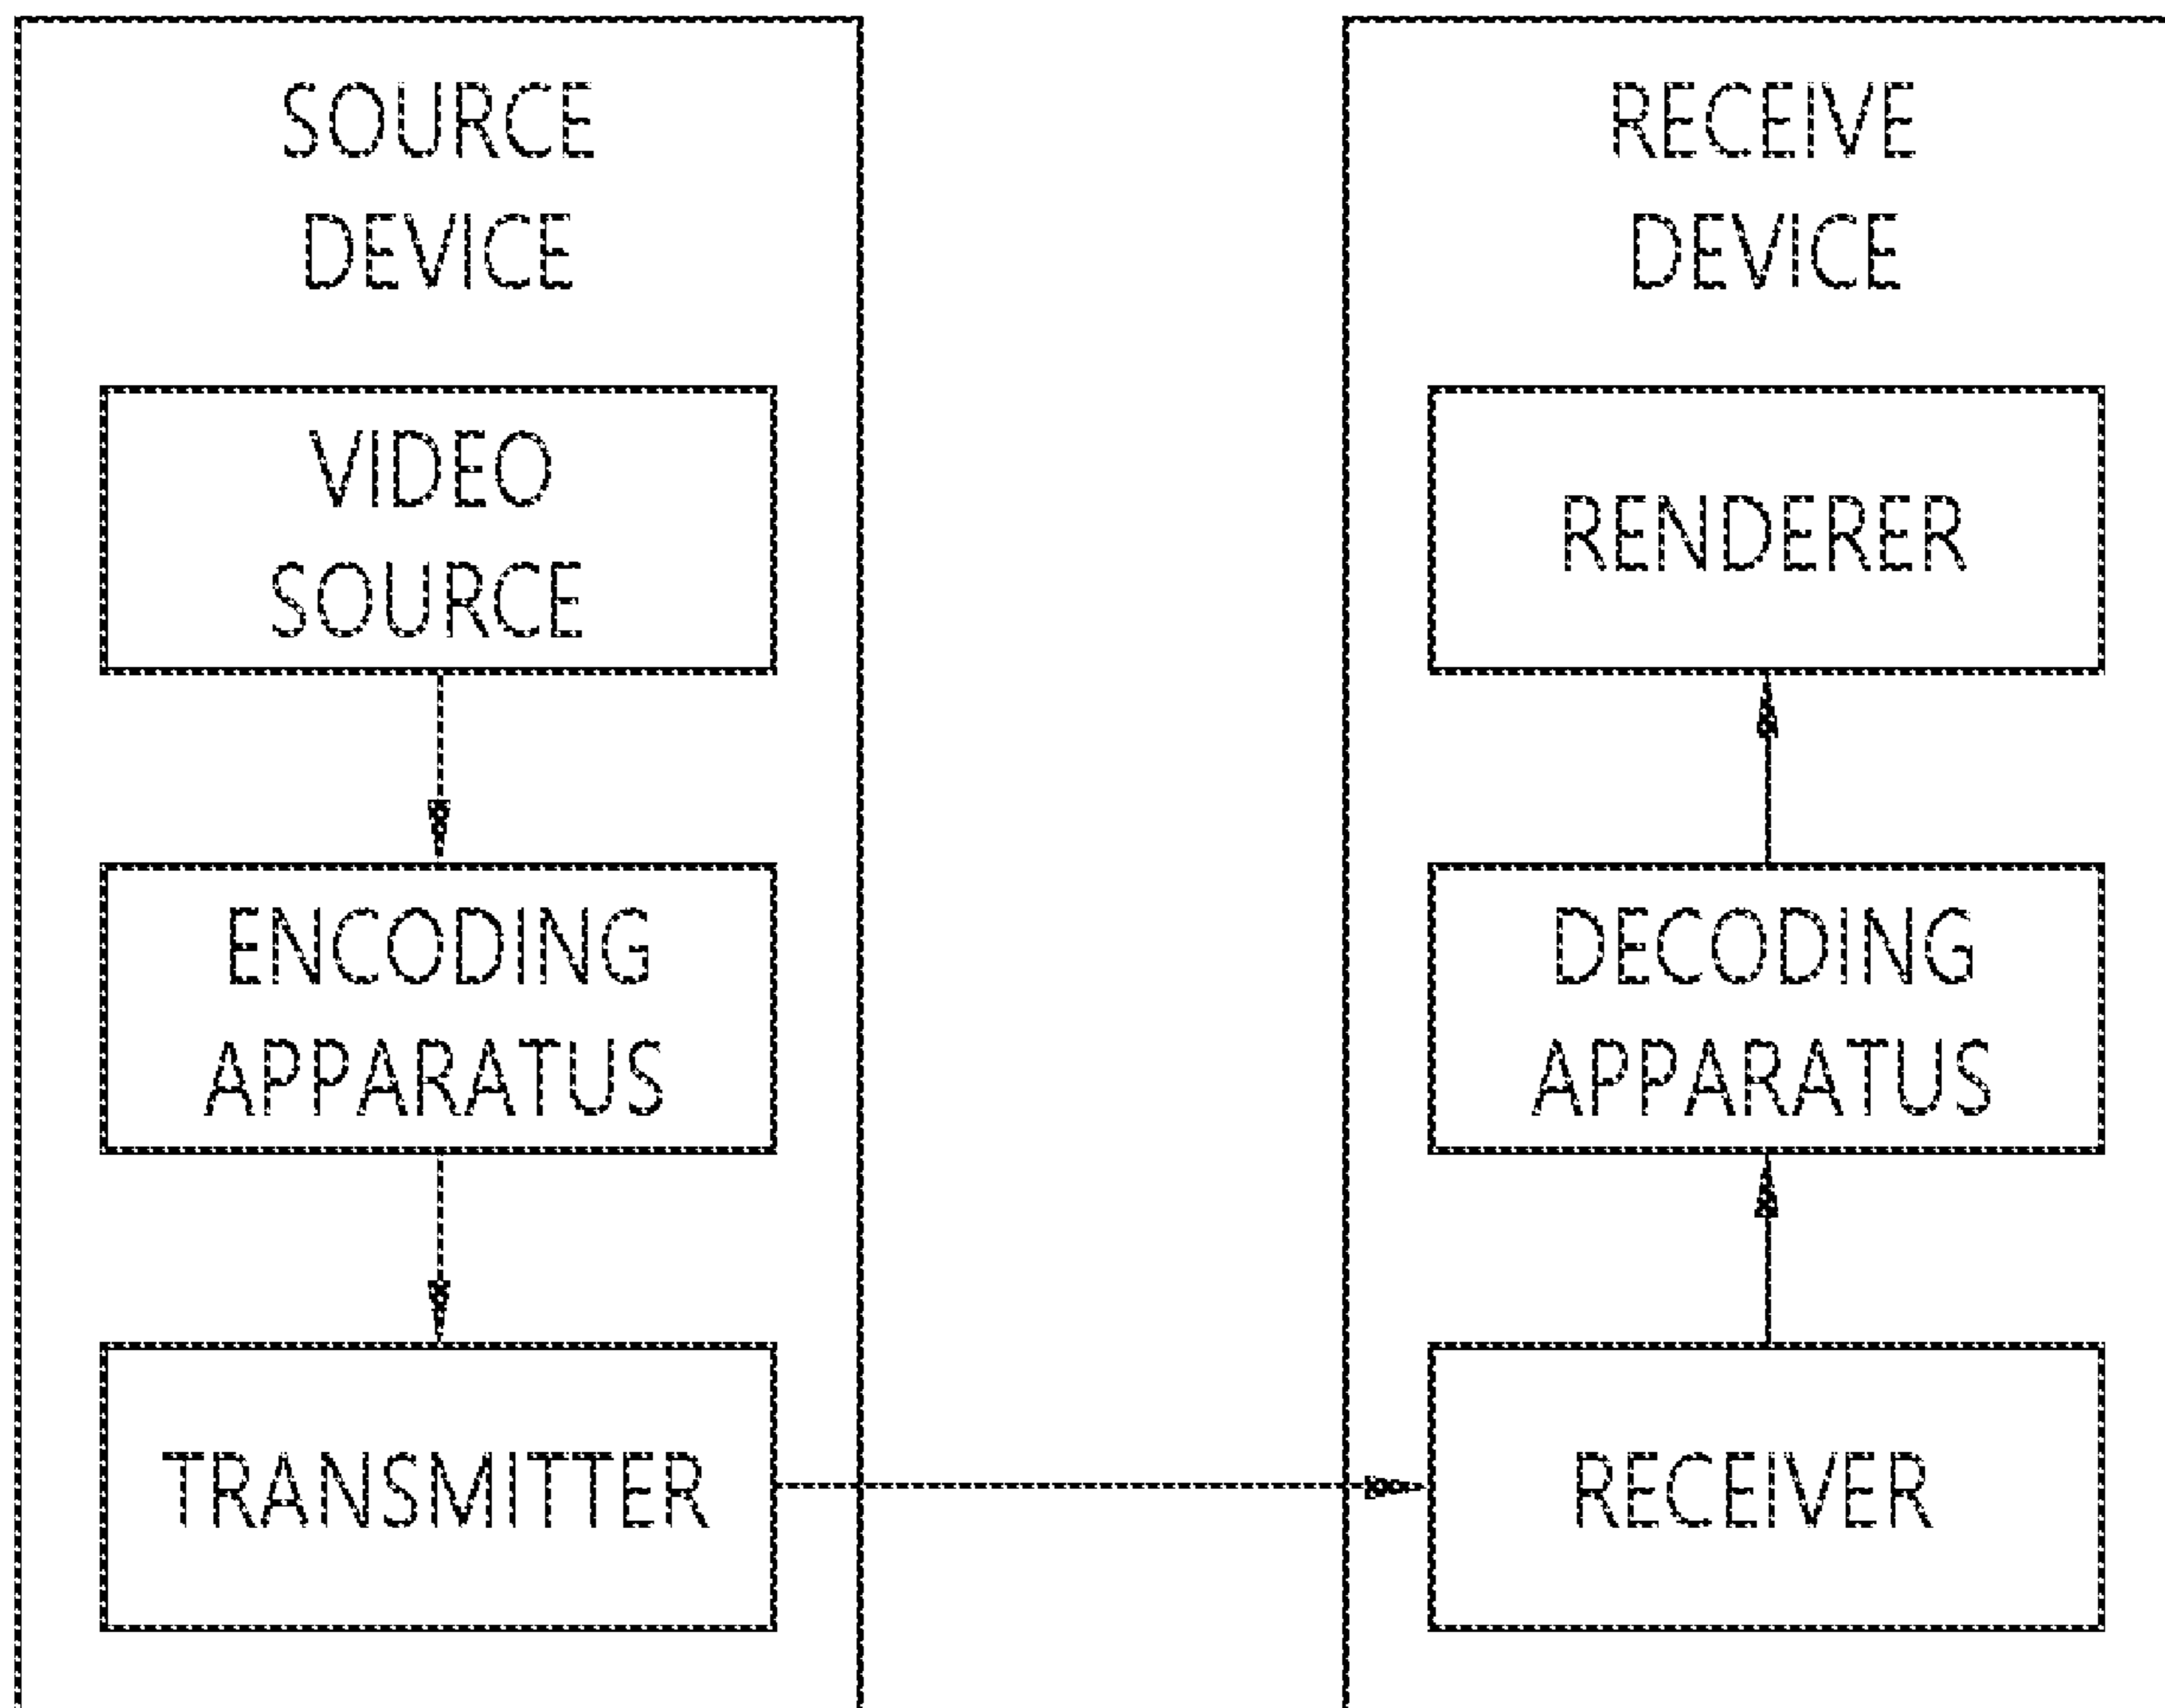 SOURCE
DEVICE
VIDEO
SOURCE
ENCODING
APPARATUS
TRANSMITTER
RECEIVE
DEVICE
RENDERER
DECODING
APPARATUS
RECEIVER